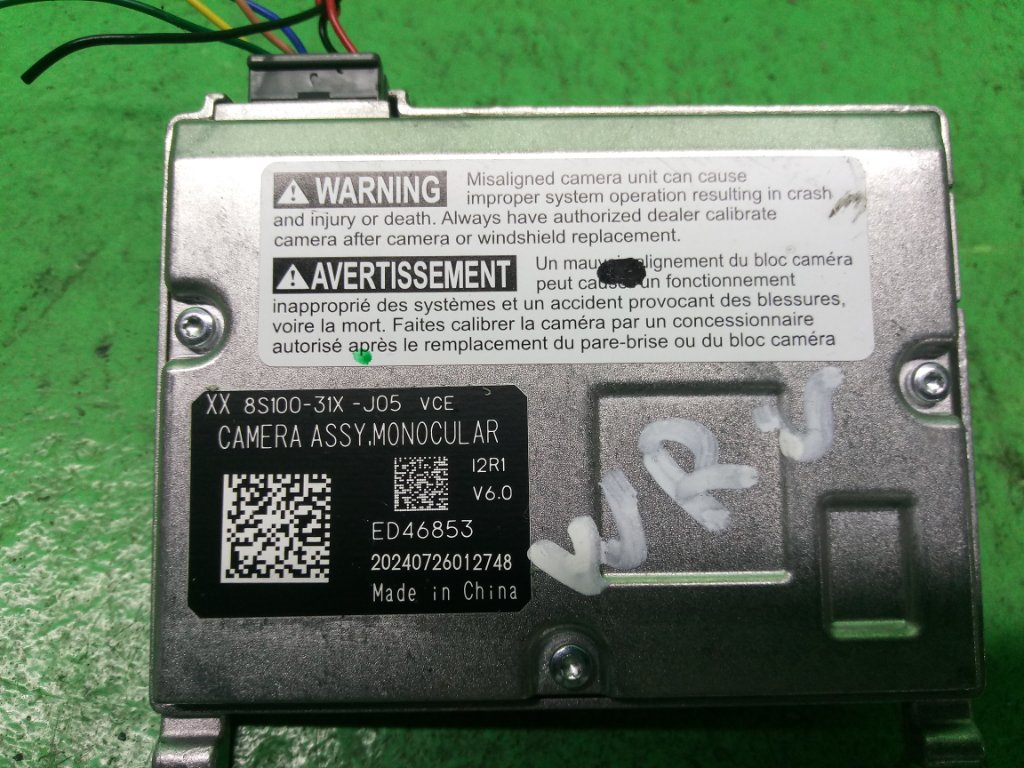 WARNING Misaligned camera unit can cause
improper system operation resulting in crash
and injury or death. Always have authorized dealer calibrate
camera after camera or windshield replacement.
AVERTISSEMENT Un mauvais alignement du bloc caméra
peut causer un fonctionnement
inapproprié des systèmes et un accident provocant des blessures,
voire la mort. Faites calibrer la caméra par un concessionnaire
autorisé après le remplacement du pare-brise ou du bloc caméra
XX 8S100-31X -J05 VCE
CAMERA ASSY,MONOCULAR
I2R1
V6.0
ED46853
20240726012748
Made in China